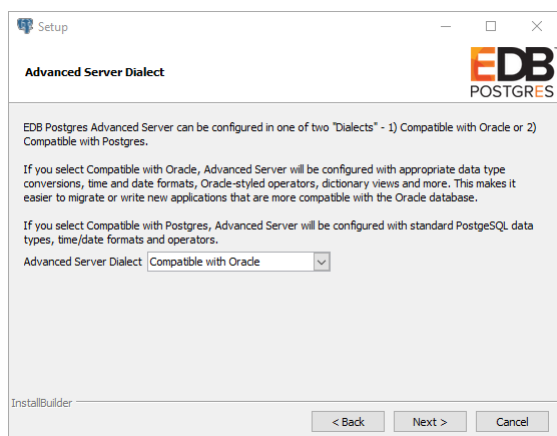 Setup
Advanced Server Dialect
EDB
POSTGRES
EDB Postgres Advanced Server can be configured in one of two "Dialects" - 1) Compatible with Oracle or 2)
Compatible with Postgres.
If you select Compatible with Oracle, Advanced Server will be configured with appropriate data type
conversions, time and date formats, Oracle-styled operators, dictionary views and more. This makes it
easier to migrate or write new applications that are more compatible with the Oracle database.
If you select Compatible with Postgres, Advanced Server will be configured with standard PostgeSQL data
types, time/date formats and operators.
Advanced Server Dialect Compatible with Oracle
InstallBuilder
< Back Next > Cancel